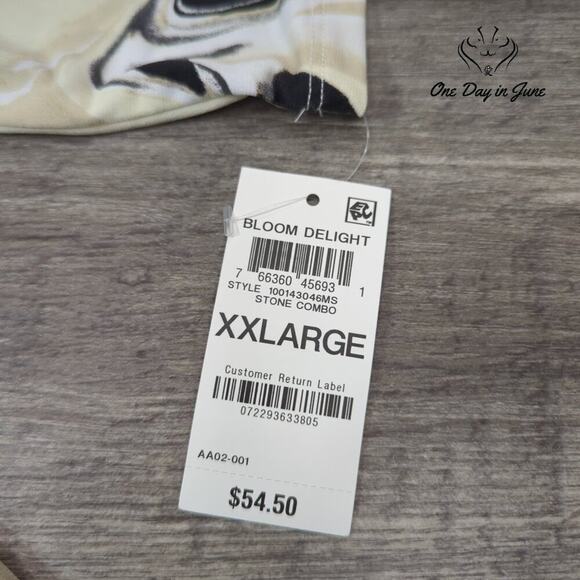 One Day in June
EPC
BLOOM DELIGHT
7 66360 45693 1
STYLE 100143046MS
STONE COMBO
XXLARGE
Customer Return Label
072293633805
AA02-001
$54.50